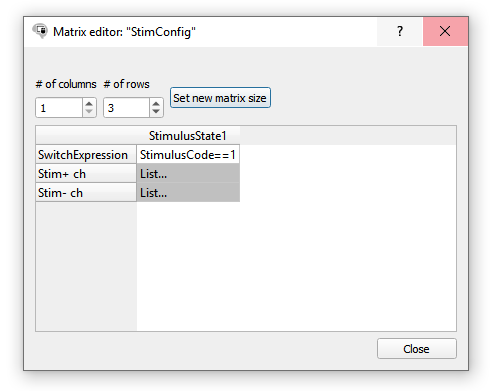 Matrix editor: "StimConfig"
?
# of columns # of rows
1 3 Set new matrix size
StimulusState1
SwitchExpression StimulusCode==1
Stim+ ch List...
Stim- ch List...
Close